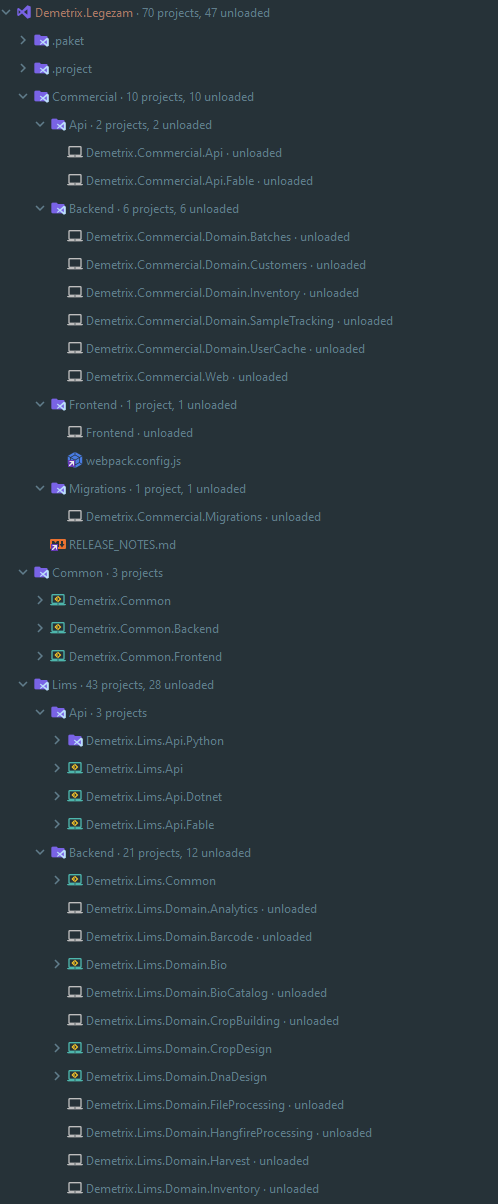 Demetrix.Legezam · 70 projects, 47 unloaded
.paket
.project
Commercial · 10 projects, 10 unloaded
Api · 2 projects, 2 unloaded
Demetrix.Commercial.Api · unloaded
Demetrix.Commercial.Api.Fable · unloaded
Backend · 6 projects, 6 unloaded
Demetrix.Commercial.Domain.Batches · unloaded
Demetrix.Commercial.Domain.Customers · unloaded
Demetrix.Commercial.Domain.Inventory · unloaded
Demetrix.Commercial.Domain.SampleTracking · unloaded
Demetrix.Commercial.Domain.UserCache · unloaded
Demetrix.Commercial.Web · unloaded
Frontend · 1 project, 1 unloaded
Frontend · unloaded
webpack.config.js
Migrations · 1 project, 1 unloaded
Demetrix.Commercial.Migrations · unloaded
RELEASE_NOTES.md
Common · 3 projects
Demetrix.Common
Demetrix.Common.Backend
Demetrix.Common.Frontend
Lims · 43 projects, 28 unloaded
Api · 3 projects
Demetrix.Lims.Api.Python
Demetrix.Lims.Api
Demetrix.Lims.Api.Dotnet
Demetrix.Lims.Api.Fable
Backend · 21 projects, 12 unloaded
Demetrix.Lims.Common
Demetrix.Lims.Domain.Analytics · unloaded
Demetrix.Lims.Domain.Barcode · unloaded
Demetrix.Lims.Domain.Bio
Demetrix.Lims.Domain.BioCatalog · unloaded
Demetrix.Lims.Domain.CropBuilding · unloaded
Demetrix.Lims.Domain.CropDesign
Demetrix.Lims.Domain.DnaDesign
Demetrix.Lims.Domain.FileProcessing · unloaded
Demetrix.Lims.Domain.HangfireProcessing · unloaded
Demetrix.Lims.Domain.Harvest · unloaded
Demetrix.Lims.Domain.Inventory · unloaded